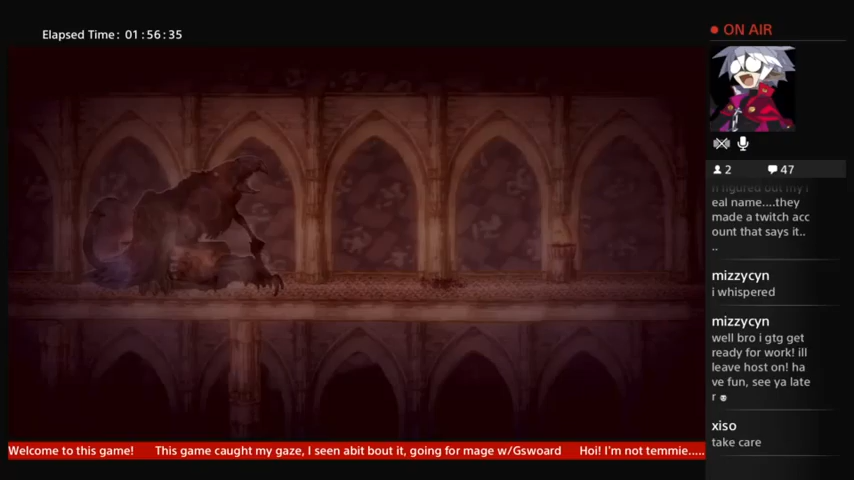 Elapsed Time: 01:56:35
ON AIR
2
47
n figured out my r
eal name....they
made a twitch acc
ount that says it..
..
mizzycyn
i whispered
mizzycyn
well bro i gtg get
ready for work! ill
leave host on! ha
ve fun, see ya late
r
xiso
take care
Welcome to this game! This game caught my gaze, I seen abit bout it, going for mage w/Gswoard Hoi! I'm not temmie.....